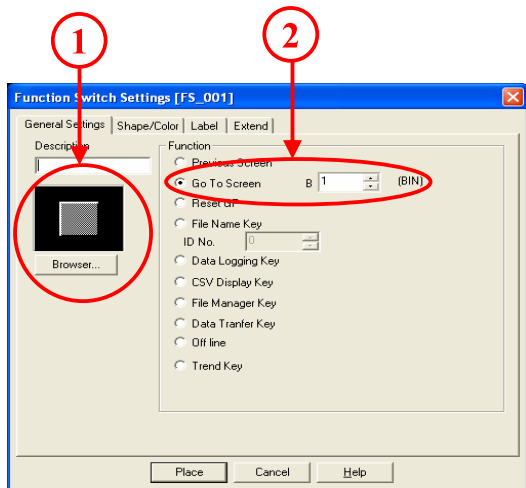 1
2
Function Switch Settings [FS_001]
General Settings Shape/Color Label Extend
Description
Function
Previous Screen
Go To Screen B 1 (BIN)
Reset GP
File Name Key
ID No. 0
Browser...
Data Logging Key
CSV Display Key
File Manager Key
Data Tranfer Key
Off line
Trend Key
Place Cancel Help